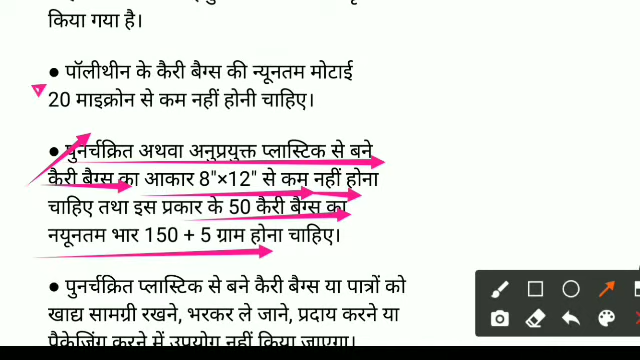 किया गया है।
● पॉलीथीन के कैरी बैग्स की न्यूनतम मोटाई
20 माइक्रोन से कम नहीं होनी चाहिए।
● पुनर्चक्रित अथवा अनुप्रयुक्त प्लास्टिक से बने
कैरी बैग्स का आकार 8"×12" से कम नहीं होना
चाहिए तथा इस प्रकार के 50 कैरी बैग्स का
नयूनतम भार 150 + 5 ग्राम होना चाहिए।
● पुनर्चक्रित प्लास्टिक से बने कैरी बैग्स या पात्रों को
खाद्य सामग्री रखने, भरकर ले जाने, प्रदाय करने या
पैकेजिंग करने में उपयोग नहीं किया जाएगा।